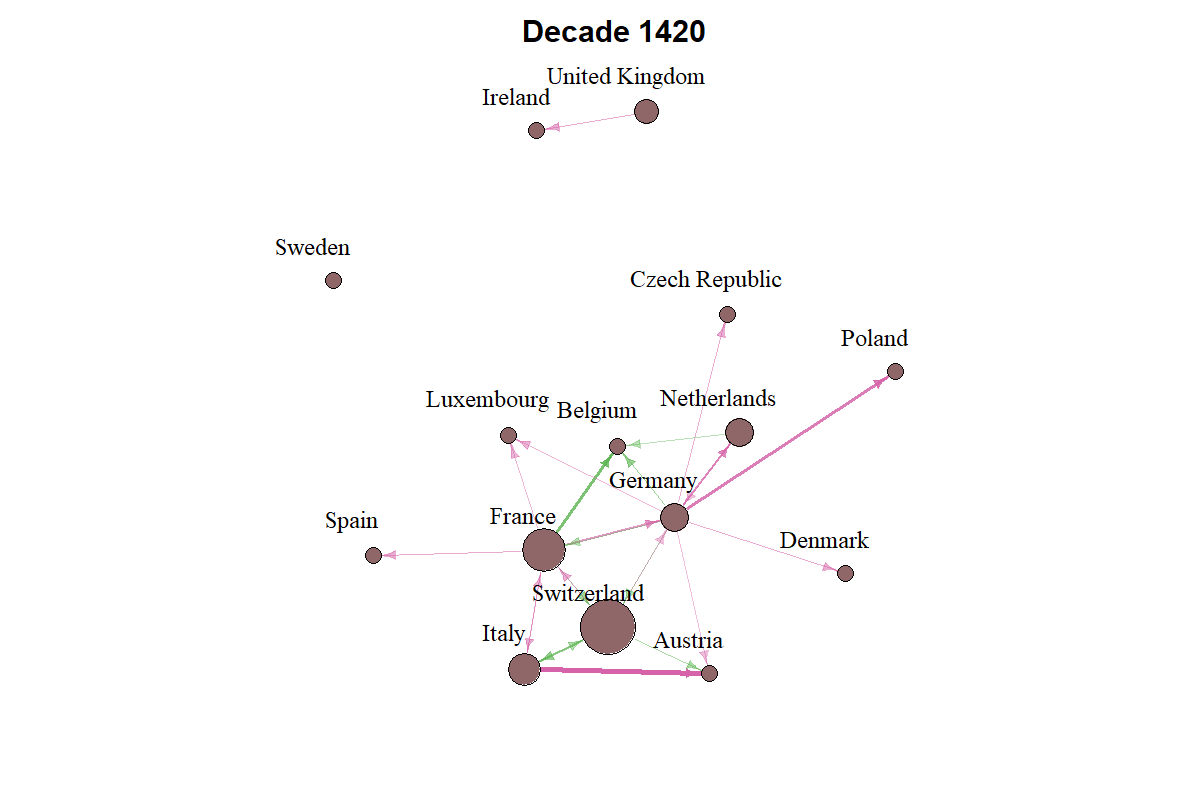 Decade 1420
United Kingdom
Ireland
Sweden
Czech Republic
Poland
Luxembourg
Belgium
Netherlands
Germany
France
Spain
Denmark
Switzerland
Italy
Austria